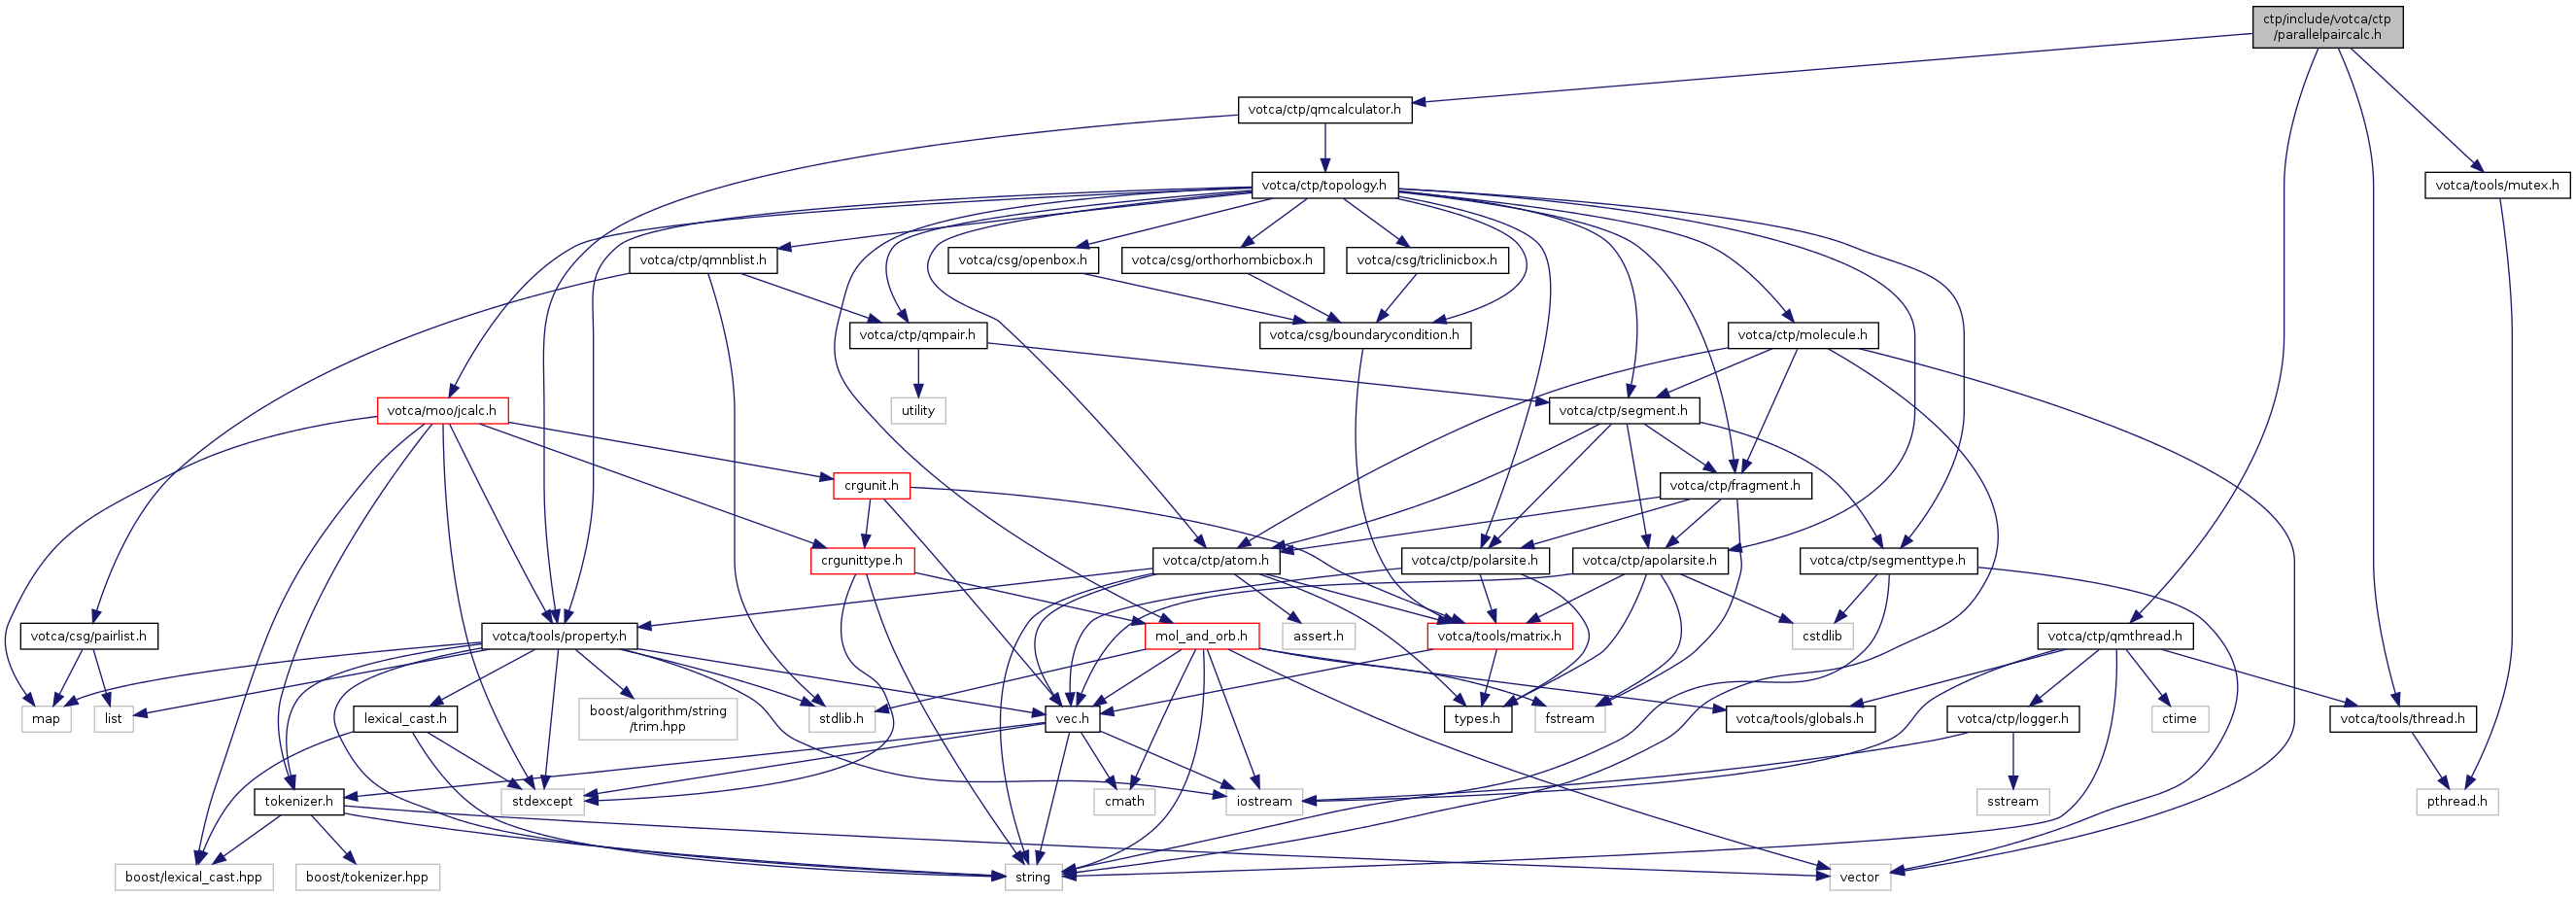 ctp/include/votca/ctp
/parallelpaircalc.h
votca/ctp/qmcalculator.h
votca/ctp/topology.h
votca/tools/mutex.h
votca/ctp/qmnblist.h
votca/csg/openbox.h
votca/csg/orthorhombicbox.h
votca/csg/triclinicbox.h
votca/ctp/qmpair.h
votca/csg/boundarycondition.h
votca/ctp/molecule.h
votca/moo/jcalc.h
utility
votca/ctp/segment.h
crgunit.h
votca/ctp/fragment.h
crgunittype.h
votca/ctp/atom.h
votca/ctp/polarsite.h
votca/ctp/apolarsite.h
votca/ctp/segmenttype.h
votca/csg/pairlist.h
votca/tools/property.h
mol_and_orb.h
assert.h
votca/tools/matrix.h
cstdlib
votca/ctp/qmthread.h
map
list
lexical_cast.h
boost/algorithm/string
/trim.hpp
stdlib.h
vec.h
types.h
fstream
votca/tools/globals.h
votca/ctp/logger.h
ctime
votca/tools/thread.h
tokenizer.h
stdexcept
cmath
iostream
sstream
pthread.h
boost/lexical_cast.hpp
boost/tokenizer.hpp
string
vector